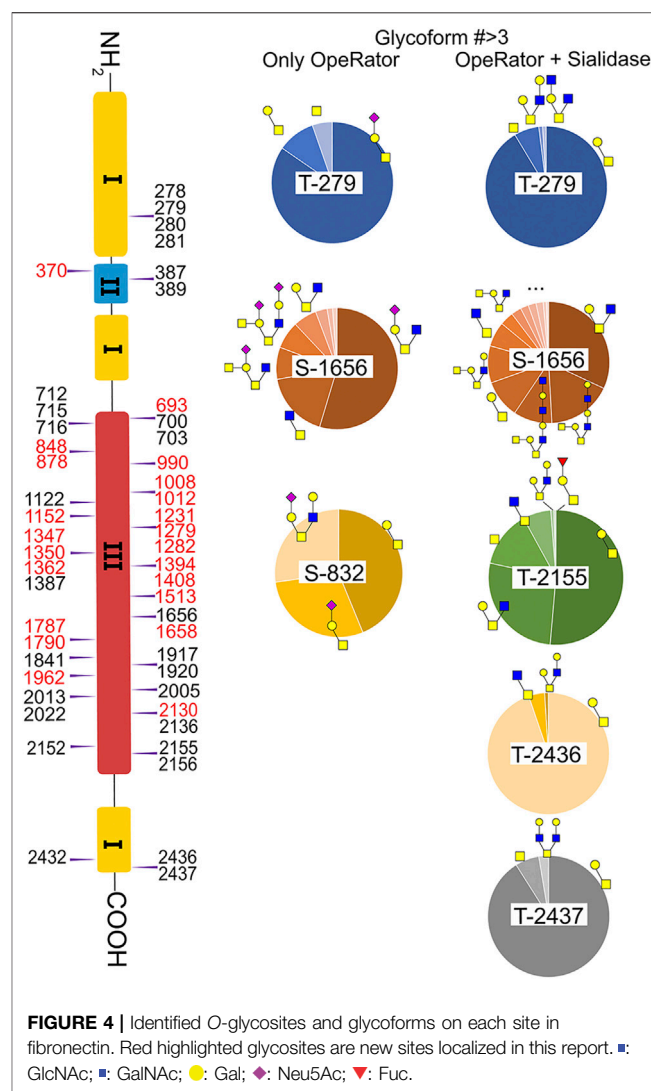 Glycoform #>3
Only OpeRator
OpeRator + Sialidase
NH2
I
278
279
280
281
370
II
387
389
I
712
715
716
848
878
1122
1152
1347
1350
1362
1387
1787
1790
1841
1962
2013
2022
2152
III
693
700
703
990
1008
1012
1231
1279
1282
1394
1408
1513
1656
1658
1917
1920
2005
2130
2136
2155
2156
2432
I
2436
2437
COOH
T-279
T-279
S-1656
...
S-1656
S-832
T-2155
T-2436
T-2437
FIGURE 4 | Identified O-glycosites and glycoforms on each site in
fibronectin. Red highlighted glycosites are new sites localized in this report. ■:
GlcNAc; ■: GalNAc; ●: Gal; ◆: Neu5Ac; ▼: Fuc.